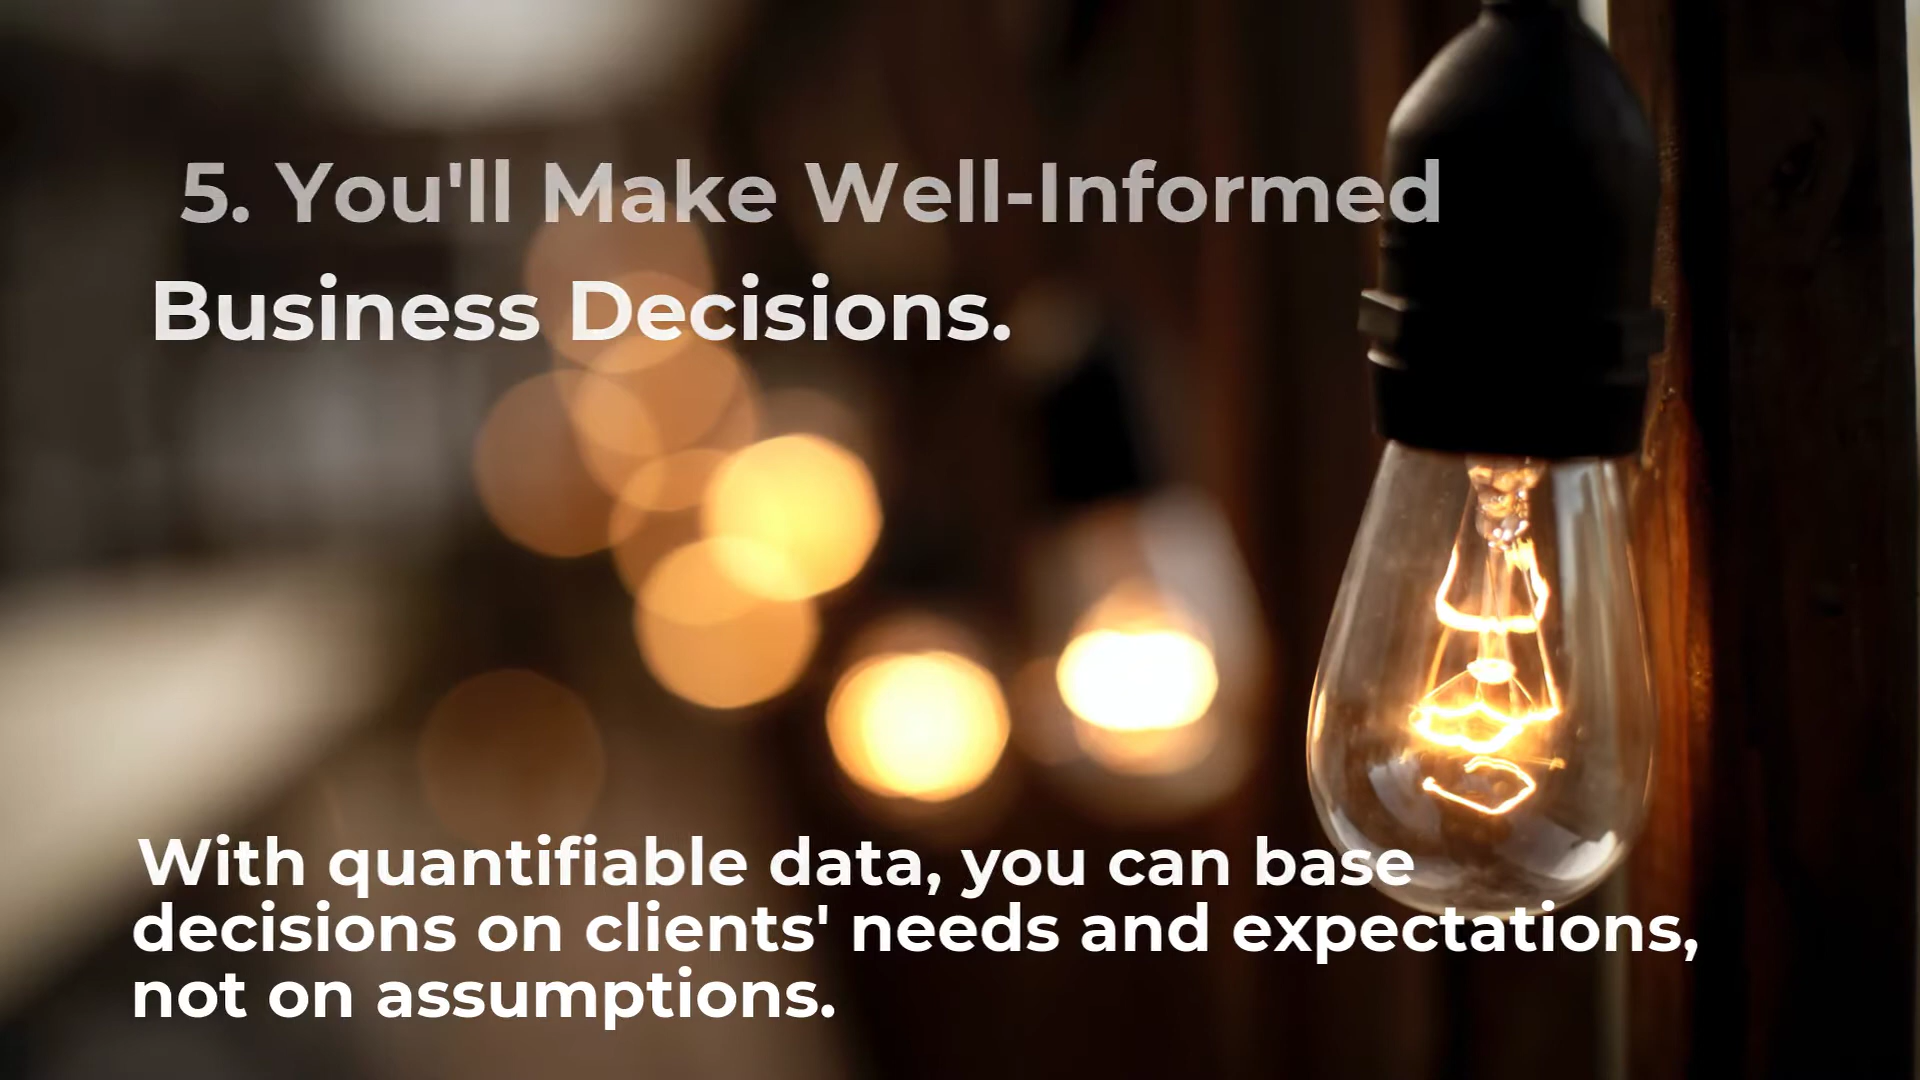 5. You'll Make Well-Informed
Business Decisions.
With quantifiable data, you can base
decisions on clients' needs and expectations,
not on assumptions.